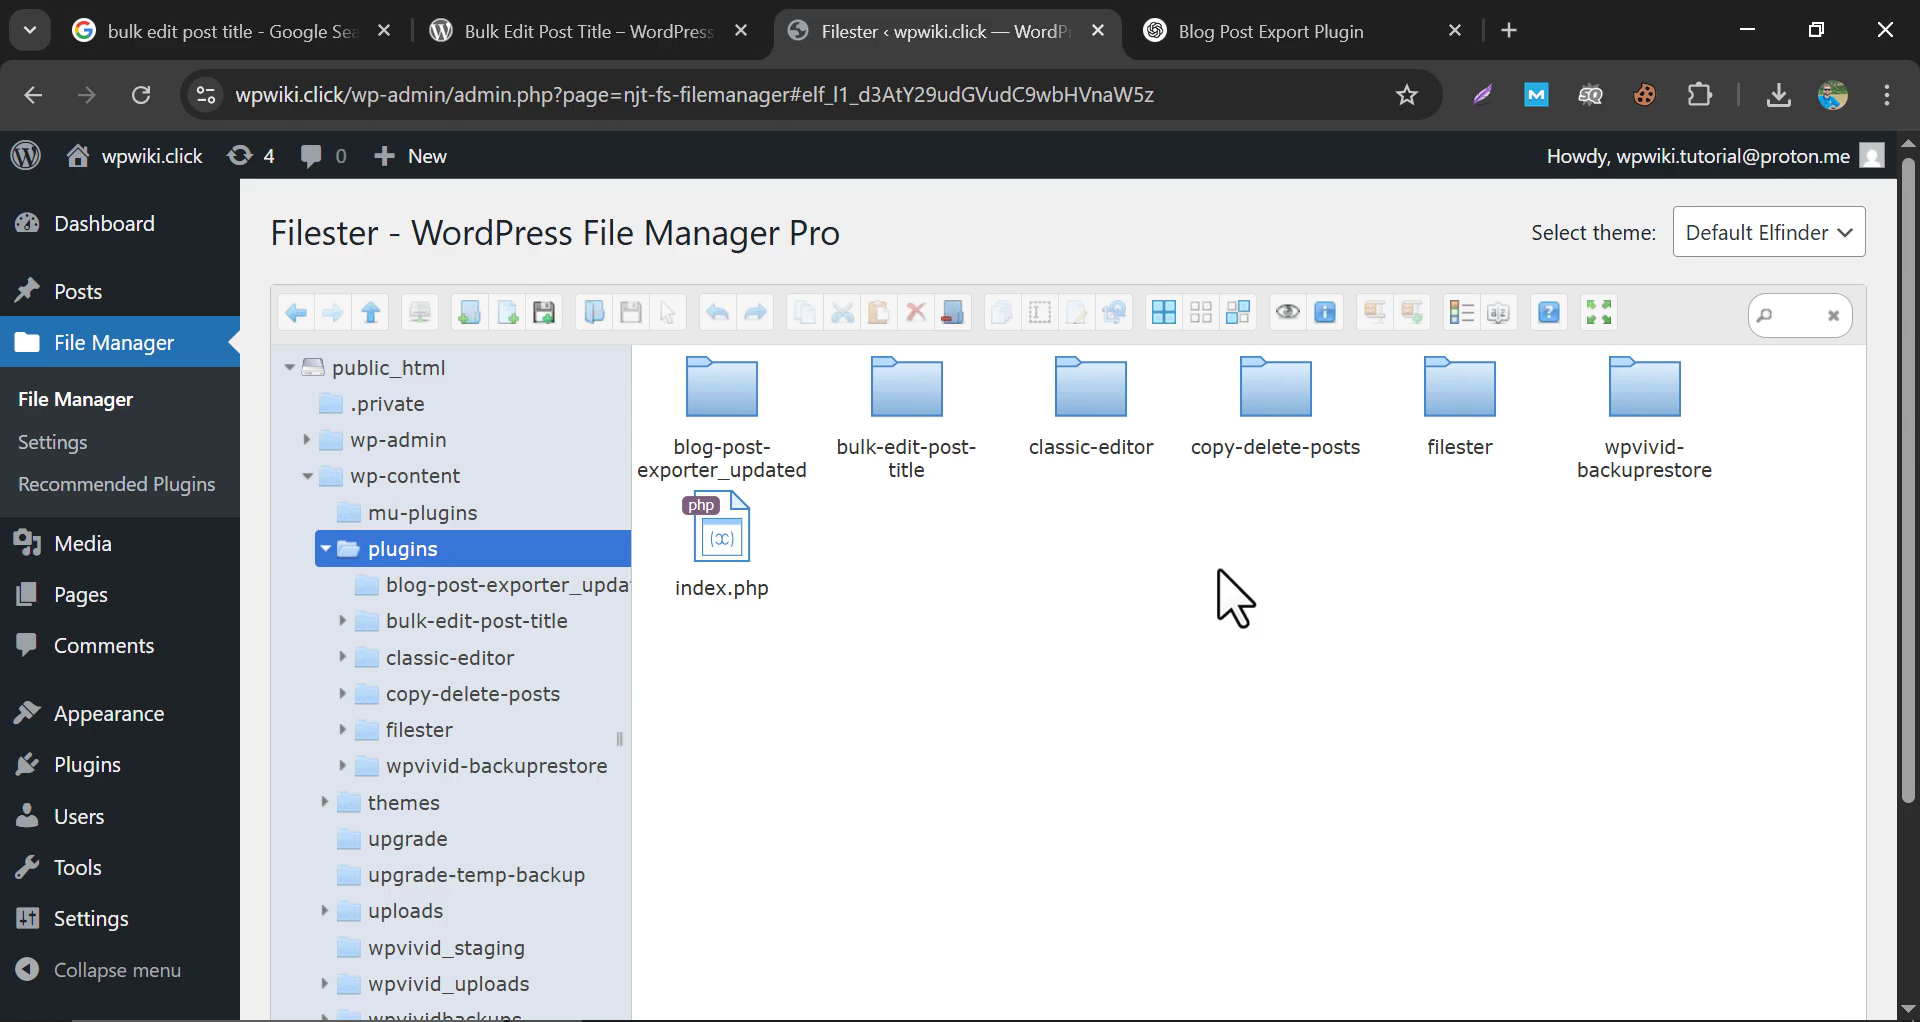 bulk edit post title - Google Sea
Bulk Edit Post Title – WordPress
Filester ‹ wpwiki.click — WordP
Blog Post Export Plugin
wpwiki.click/wp-admin/admin.php?page=njt-fs-filemanager#elf_l1_d3AtY29udGVudC9wbHVnaW5z
wpwiki.click
4
0
New
Howdy, wpwiki.tutorial@proton.me
Dashboard
Posts
File Manager
File Manager
Settings
Recommended Plugins
Media
Pages
Comments
Appearance
Plugins
Users
Tools
Settings
Collapse menu
Filester - WordPress File Manager Pro
Select theme:
Default Elfinder
public_html
.private
wp-admin
wp-content
mu-plugins
plugins
blog-post-exporter_upda
bulk-edit-post-title
classic-editor
copy-delete-posts
filester
wpvivid-backuprestore
themes
upgrade
upgrade-temp-backup
uploads
wpvivid_staging
wpvivid_uploads
wpvividbackups
blog-post-
exporter_updated
bulk-edit-post-
title
classic-editor
copy-delete-posts
filester
wpvivid-
backuprestore
php
index.php